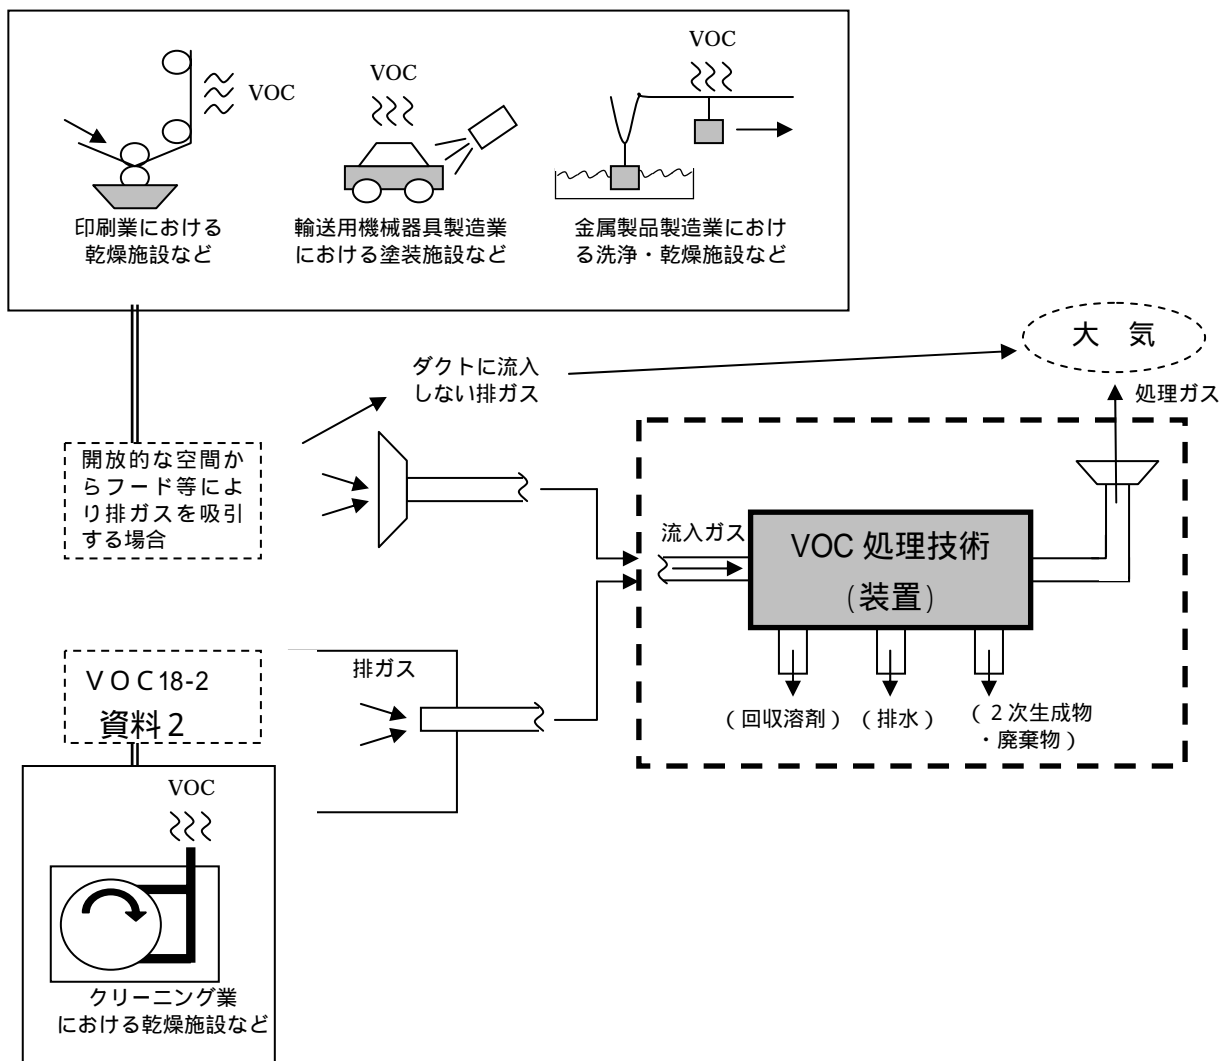 VOC
VOC
VOC
印刷業における
乾燥施設など
輸送用機械器具製造業
における塗装施設など
金属製品製造業におけ
る洗浄・乾燥施設など
大 気
ダクトに流入
しない排ガス
処理ガス
開放的な空間か
らフード等によ
り排ガスを吸引
する場合
流入ガス
VOC 処理技術
(装置)
排ガス
VOC18-2
資料2
(回収溶剤)
(排水)
(2次生成物
・廃棄物)
VOC
クリーニング業
における乾燥施設など